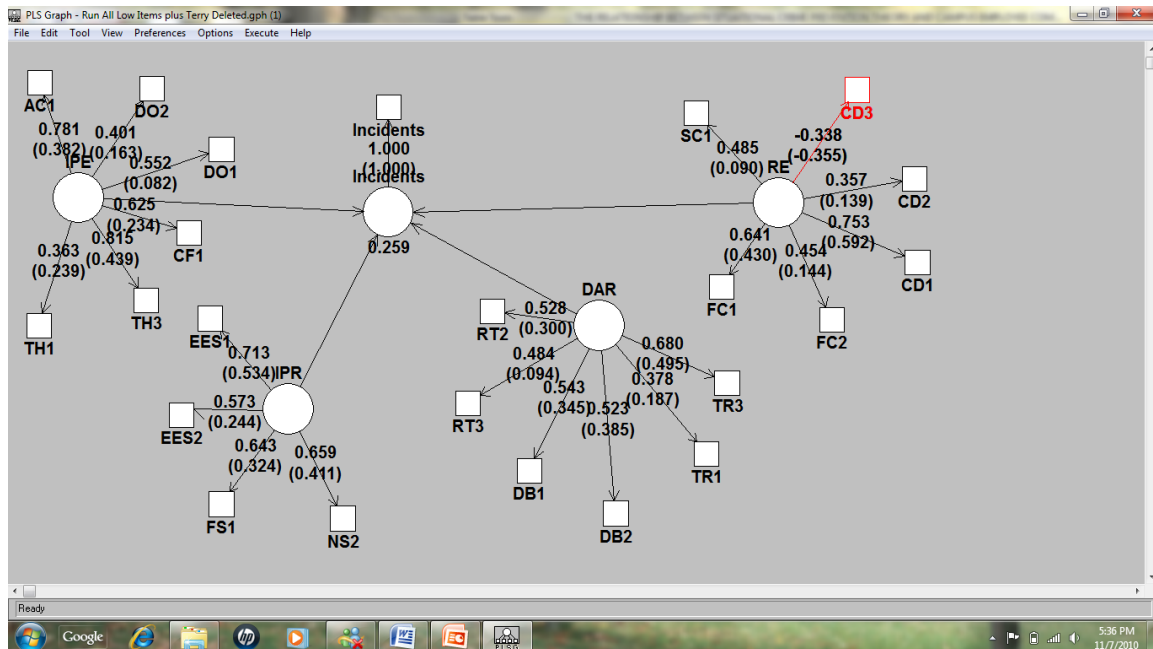 PLS Graph - Run All Low Items plus Terry Deleted.gph (1)
File Edit Tool View Preferences Options Execute Help
AC1
DO2
0.781
(0.382)
0.401
(0.163)
IPE
0.552
(0.082)
DO1
0.625
(0.234)
CF1
0.363
(0.239)
0.815
(0.439)
TH1
TH3
Incidents
1.000
(1.000)
Incidents
0.259
EES1
0.713
(0.534)
IPR
EES2
0.573
(0.244)
0.643
(0.324)
0.659
(0.411)
FS1
NS2
DAR
RT2
0.528
(0.300)
0.484
(0.094)
RT3
0.543
(0.345)
0.523
(0.385)
0.680
(0.495)
0.378
(0.187)
TR3
TR1
DB1
DB2
SC1
CD3
0.485
(0.090)
-0.338
(-0.355)
RE
0.357
(0.139)
CD2
0.753
(0.592)
CD1
0.641
(0.430)
0.454
(0.144)
FC1
FC2
Ready
Google
hp
5:36 PM
11/7/2010